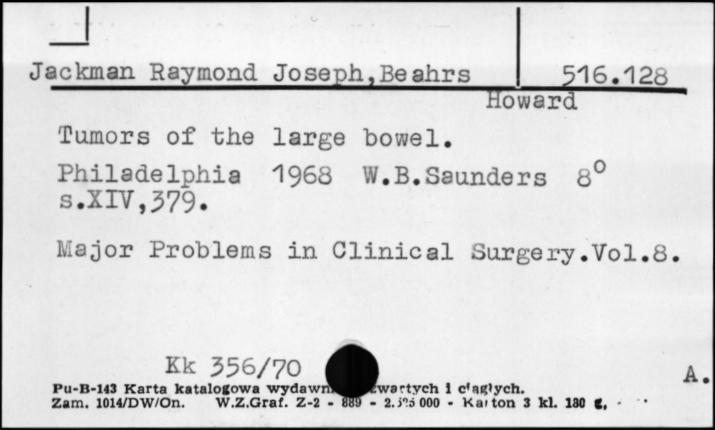 Jackman Raymond Joseph,Beahrs 516.128
Howard
Tumors of the large bowel.
Philadelphia 1968 W.B.Saunders 8°
s.XIV,379.
Major Problems in Clinical Surgery.Vol.8.
Kk 356/70
A.
Pu-B-143 Karta katalogowa i ciągłych.
Zam. 1014/DW/On. W.Z.Graf. Z-2 - 889 - 000 - Karton 3 kl. 180